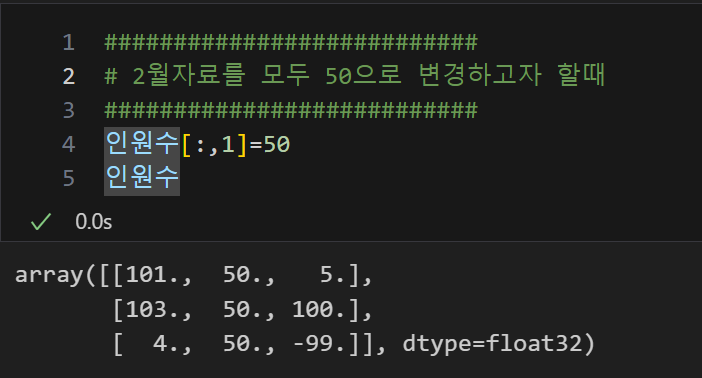 1 ###########################
2 # 2월자료를 모두 50으로 변경하고자 할때
3 ###########################
4 인원수[:,1]=50
5 인원수
0.0s
array([[101.,  50.,   5.],
       [103.,  50., 100.],
       [  4.,  50., -99.]], dtype=float32)